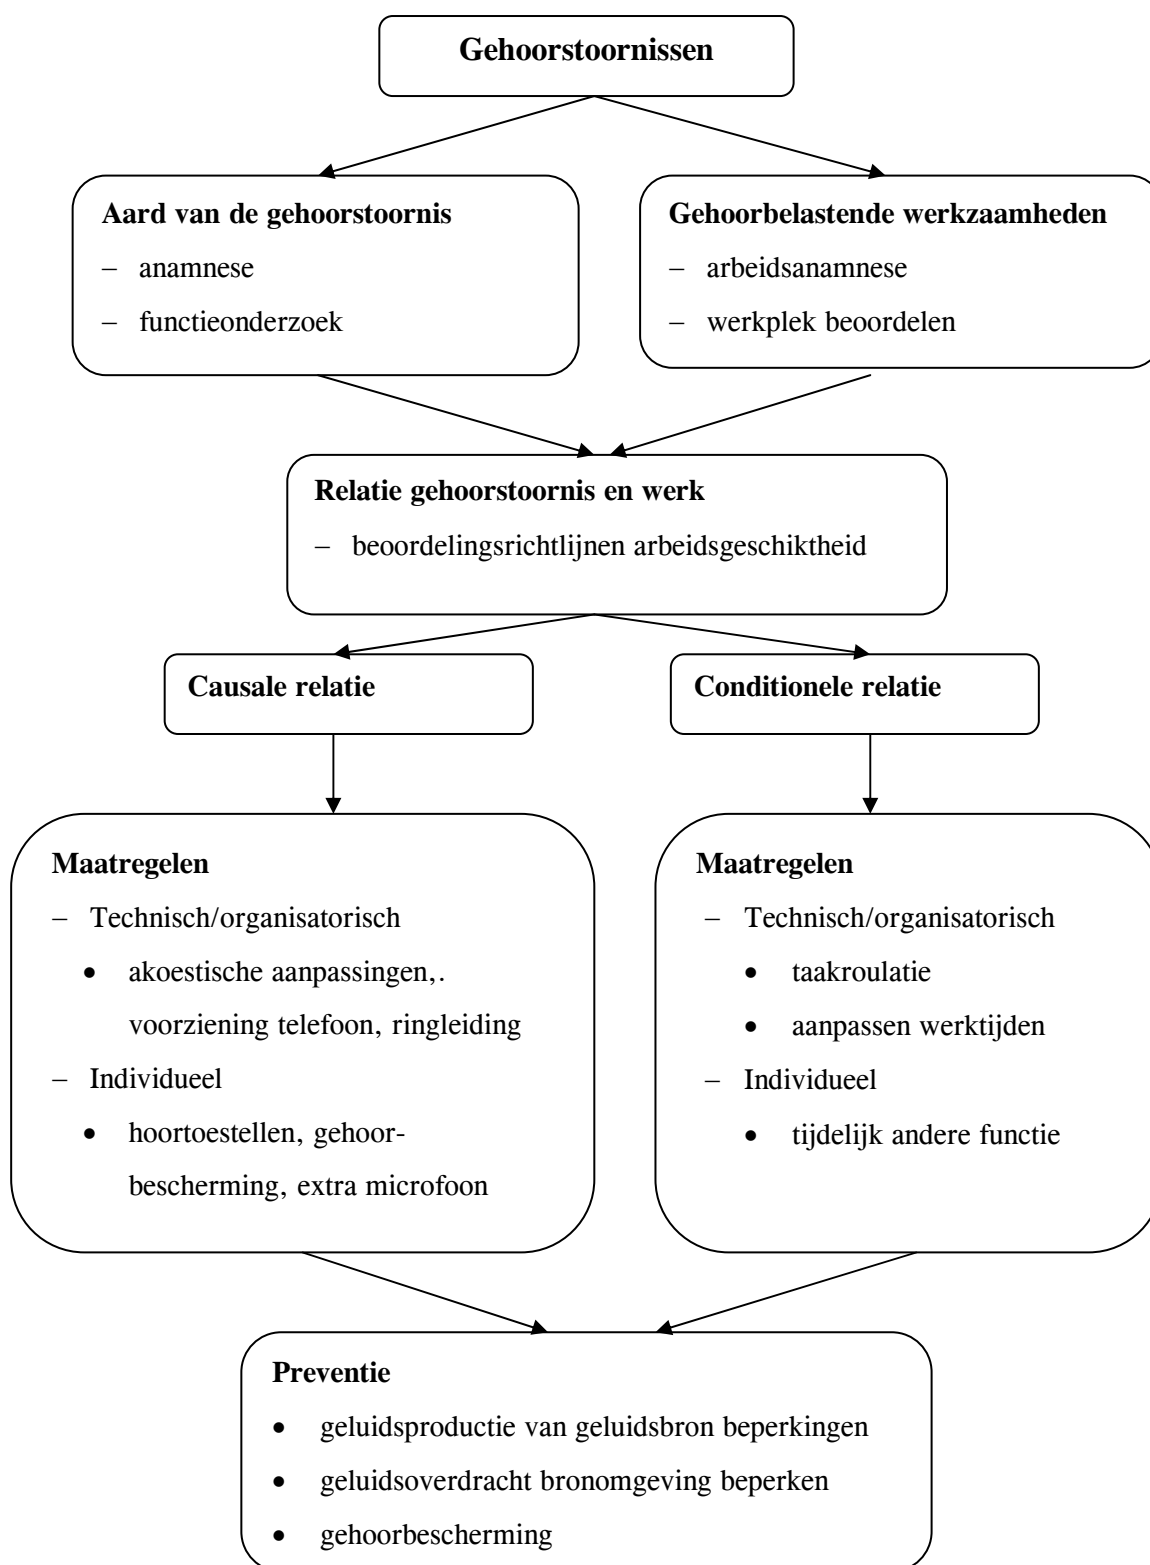 Gehoorstoornissen
Aard van de gehoorstoornis
– anamnese
– functieonderzoek
Gehoorbelastende werkzaamheden
– arbeidsanamnese
– werkplek beoordelen
Relatie gehoorstoornis en werk
– beoordelingsrichtlijnen arbeidsgeschiktheid
Causale relatie
Conditionele relatie
Maatregelen
– Technisch/organisatorisch
• akoestische aanpassingen,.
voorziening telefoon, ringleiding
– Individueel
• hoortoestellen, gehoor-
bescherming, extra microfoon
Maatregelen
– Technisch/organisatorisch
• taakroulatie
• aanpassen werktijden
– Individueel
• tijdelijk andere functie
Preventie
• geluidsproductie van geluidsbron beperkingen
• geluidsoverdracht bronomgeving beperken
• gehoorbescherming